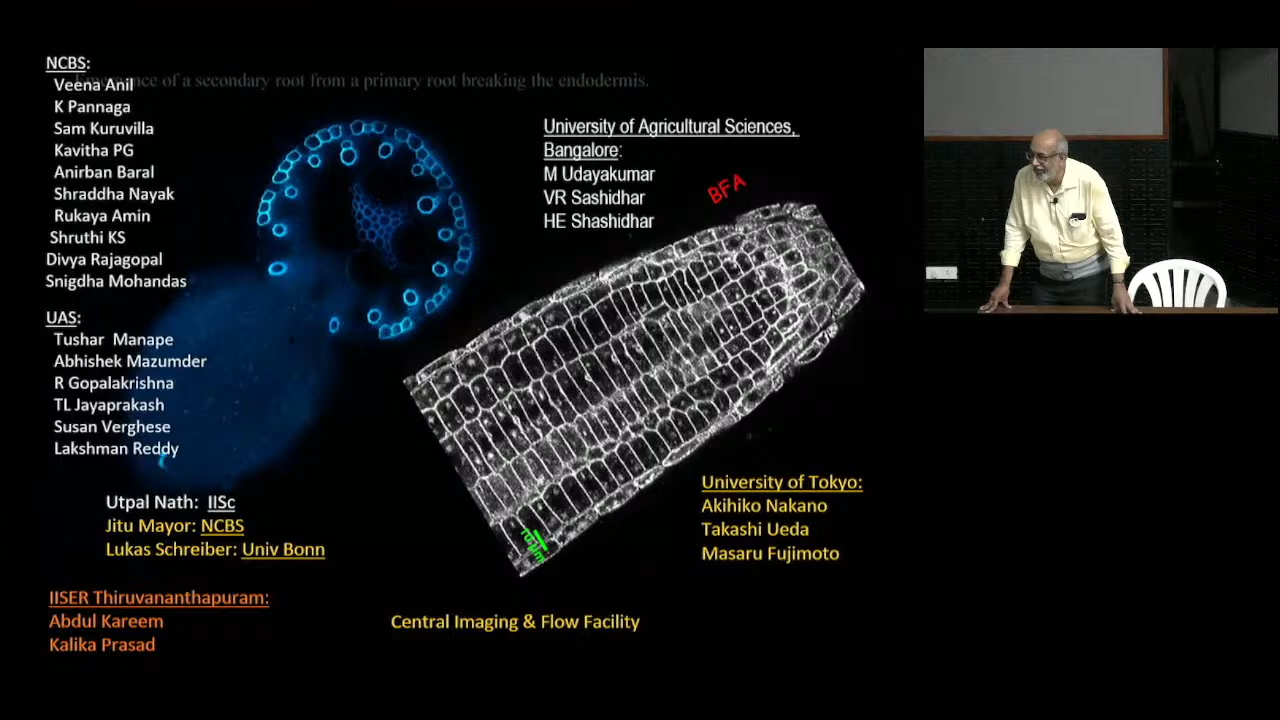 NCBS:
Emergence of a secondary root from a primary root breaking the endodermis.
Veena Anil
K Pannaga
Sam Kuruvilla
Kavitha PG
Anirban Baral
Shraddha Nayak
Rukaya Amin
Shruthi KS
Divya Rajagopal
Snigdha Mohandas
UAS:
Tushar Manape
Abhishek Mazumder
R Gopalakrishna
TL Jayaprakash
Susan Verghese
Lakshman Reddy
Utpal Nath: IISc
Jitu Mayor: NCBS
Lukas Schreiber: Univ Bonn
IISER Thiruvananthapuram:
Abdul Kareem
Kalika Prasad
University of Agricultural Sciences,
Bangalore:
M Udayakumar
VR Sashidhar
HE Shashidhar
BFA
10 µm
University of Tokyo:
Akihiko Nakano
Takashi Ueda
Masaru Fujimoto
Central Imaging & Flow Facility